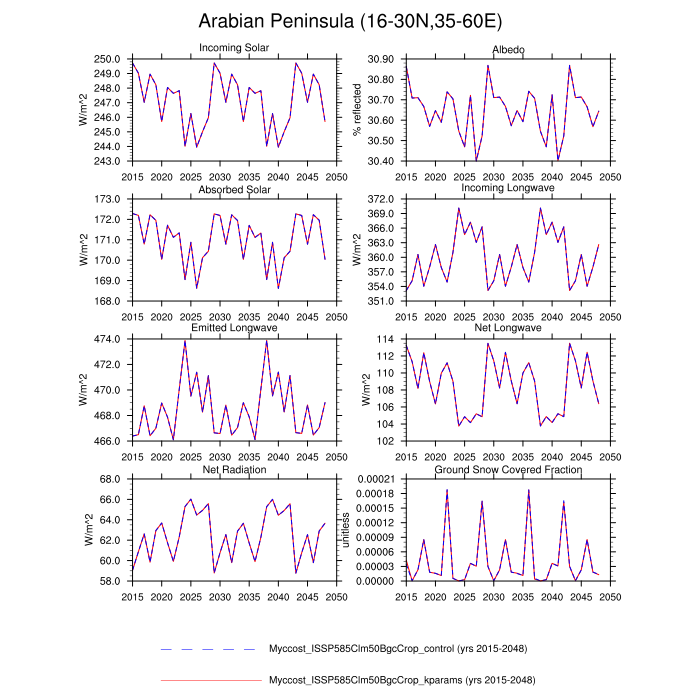 Arabian Peninsula (16-30N,35-60E)
Incoming Solar
Albedo
250.0
249.0
248.0
247.0
246.0
245.0
244.0
243.0
W/m^2
2015 2020 2025 2030 2035 2040 2045 2050
30.90
30.80
30.70
30.60
30.50
30.40
% reflected
2015 2020 2025 2030 2035 2040 2045 2050
Absorbed Solar
Incoming Longwave
173.0
172.0
171.0
170.0
169.0
168.0
W/m^2
2015 2020 2025 2030 2035 2040 2045 2050
372.0
369.0
366.0
363.0
360.0
357.0
354.0
351.0
W/m^2
2015 2020 2025 2030 2035 2040 2045 2050
Emitted Longwave
Net Longwave
474.0
472.0
470.0
468.0
466.0
W/m^2
2015 2020 2025 2030 2035 2040 2045 2050
114
112
110
108
106
104
102
W/m^2
2015 2020 2025 2030 2035 2040 2045 2050
Net Radiation
Ground Snow Covered Fraction
68.0
66.0
64.0
62.0
60.0
58.0
W/m^2
2015 2020 2025 2030 2035 2040 2045 2050
0.00021
0.00018
0.00015
0.00012
0.00009
0.00006
0.00003
0.00000
unitless
2015 2020 2025 2030 2035 2040 2045 2050
Myccost_ISSP585Clm50BgcCrop_control (yrs 2015-2048)
Myccost_ISSP585Clm50BgcCrop_kparams (yrs 2015-2048)